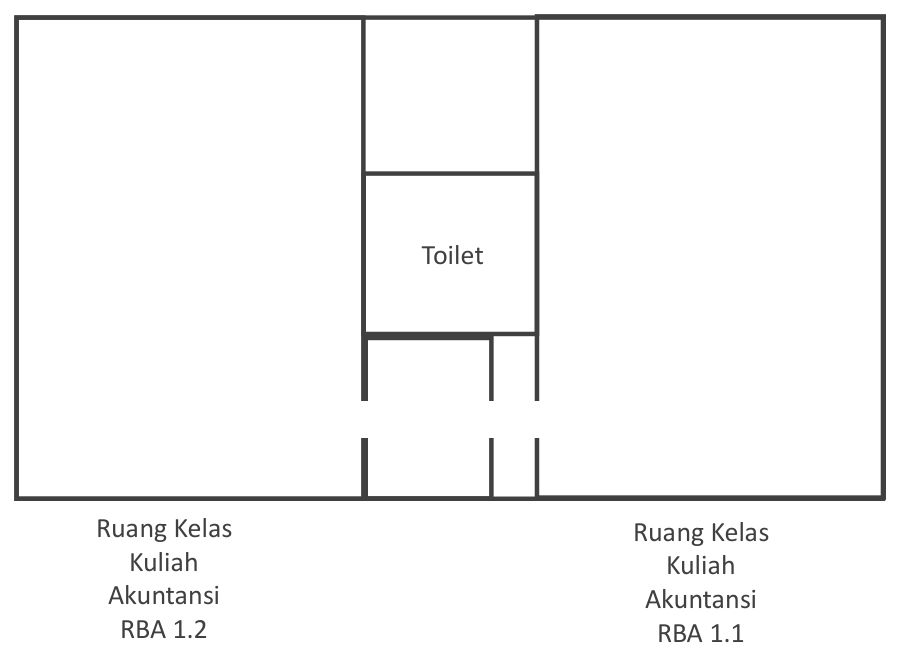 Toilet
Ruang Kelas
Kuliah
Akuntansi
RBA 1.2
Ruang Kelas
Kuliah
Akuntansi
RBA 1.1